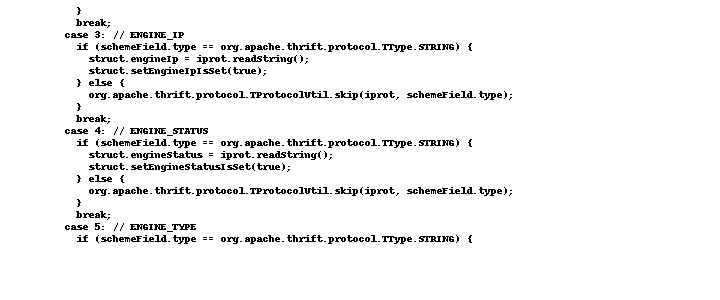 }
break;
case 3: // ENGINE_IP
if (schemeField.type == org.apache.thrift.protocol.TType.STRING) {
struct.engineIp = iprot.readString();
struct.setEngineIpIsSet(true);
} else {
org.apache.thrift.protocol.TProtocolUtil.skip(iprot, schemeField.type);
}
break;
case 4: // ENGINE_STATUS
if (schemeField.type == org.apache.thrift.protocol.TType.STRING) {
struct.engineStatus = iprot.readString();
struct.setEngineStatusIsSet(true);
} else {
org.apache.thrift.protocol.TProtocolUtil.skip(iprot, schemeField.type);
}
break;
case 5: // ENGINE_TYPE
if (schemeField.type == org.apache.thrift.protocol.TType.STRING) {